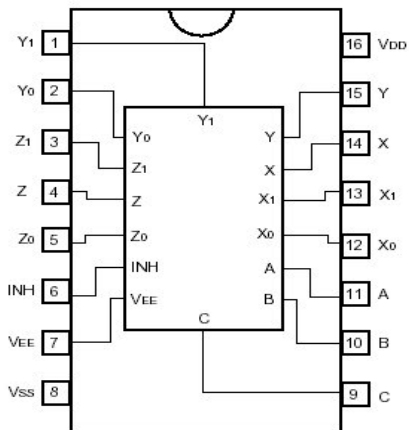 Y1 1 16 VDD
Y0 2 15 Y
Z1 3 14 X
Z 4 13 X1
Z0 5 12 X0
INH 6 11 A
VEE 7 10 B
VSS 8 9 C
Y1
Y0 Y
Z1 X
Z X1
Z0 X0
INH A
VEE B
C